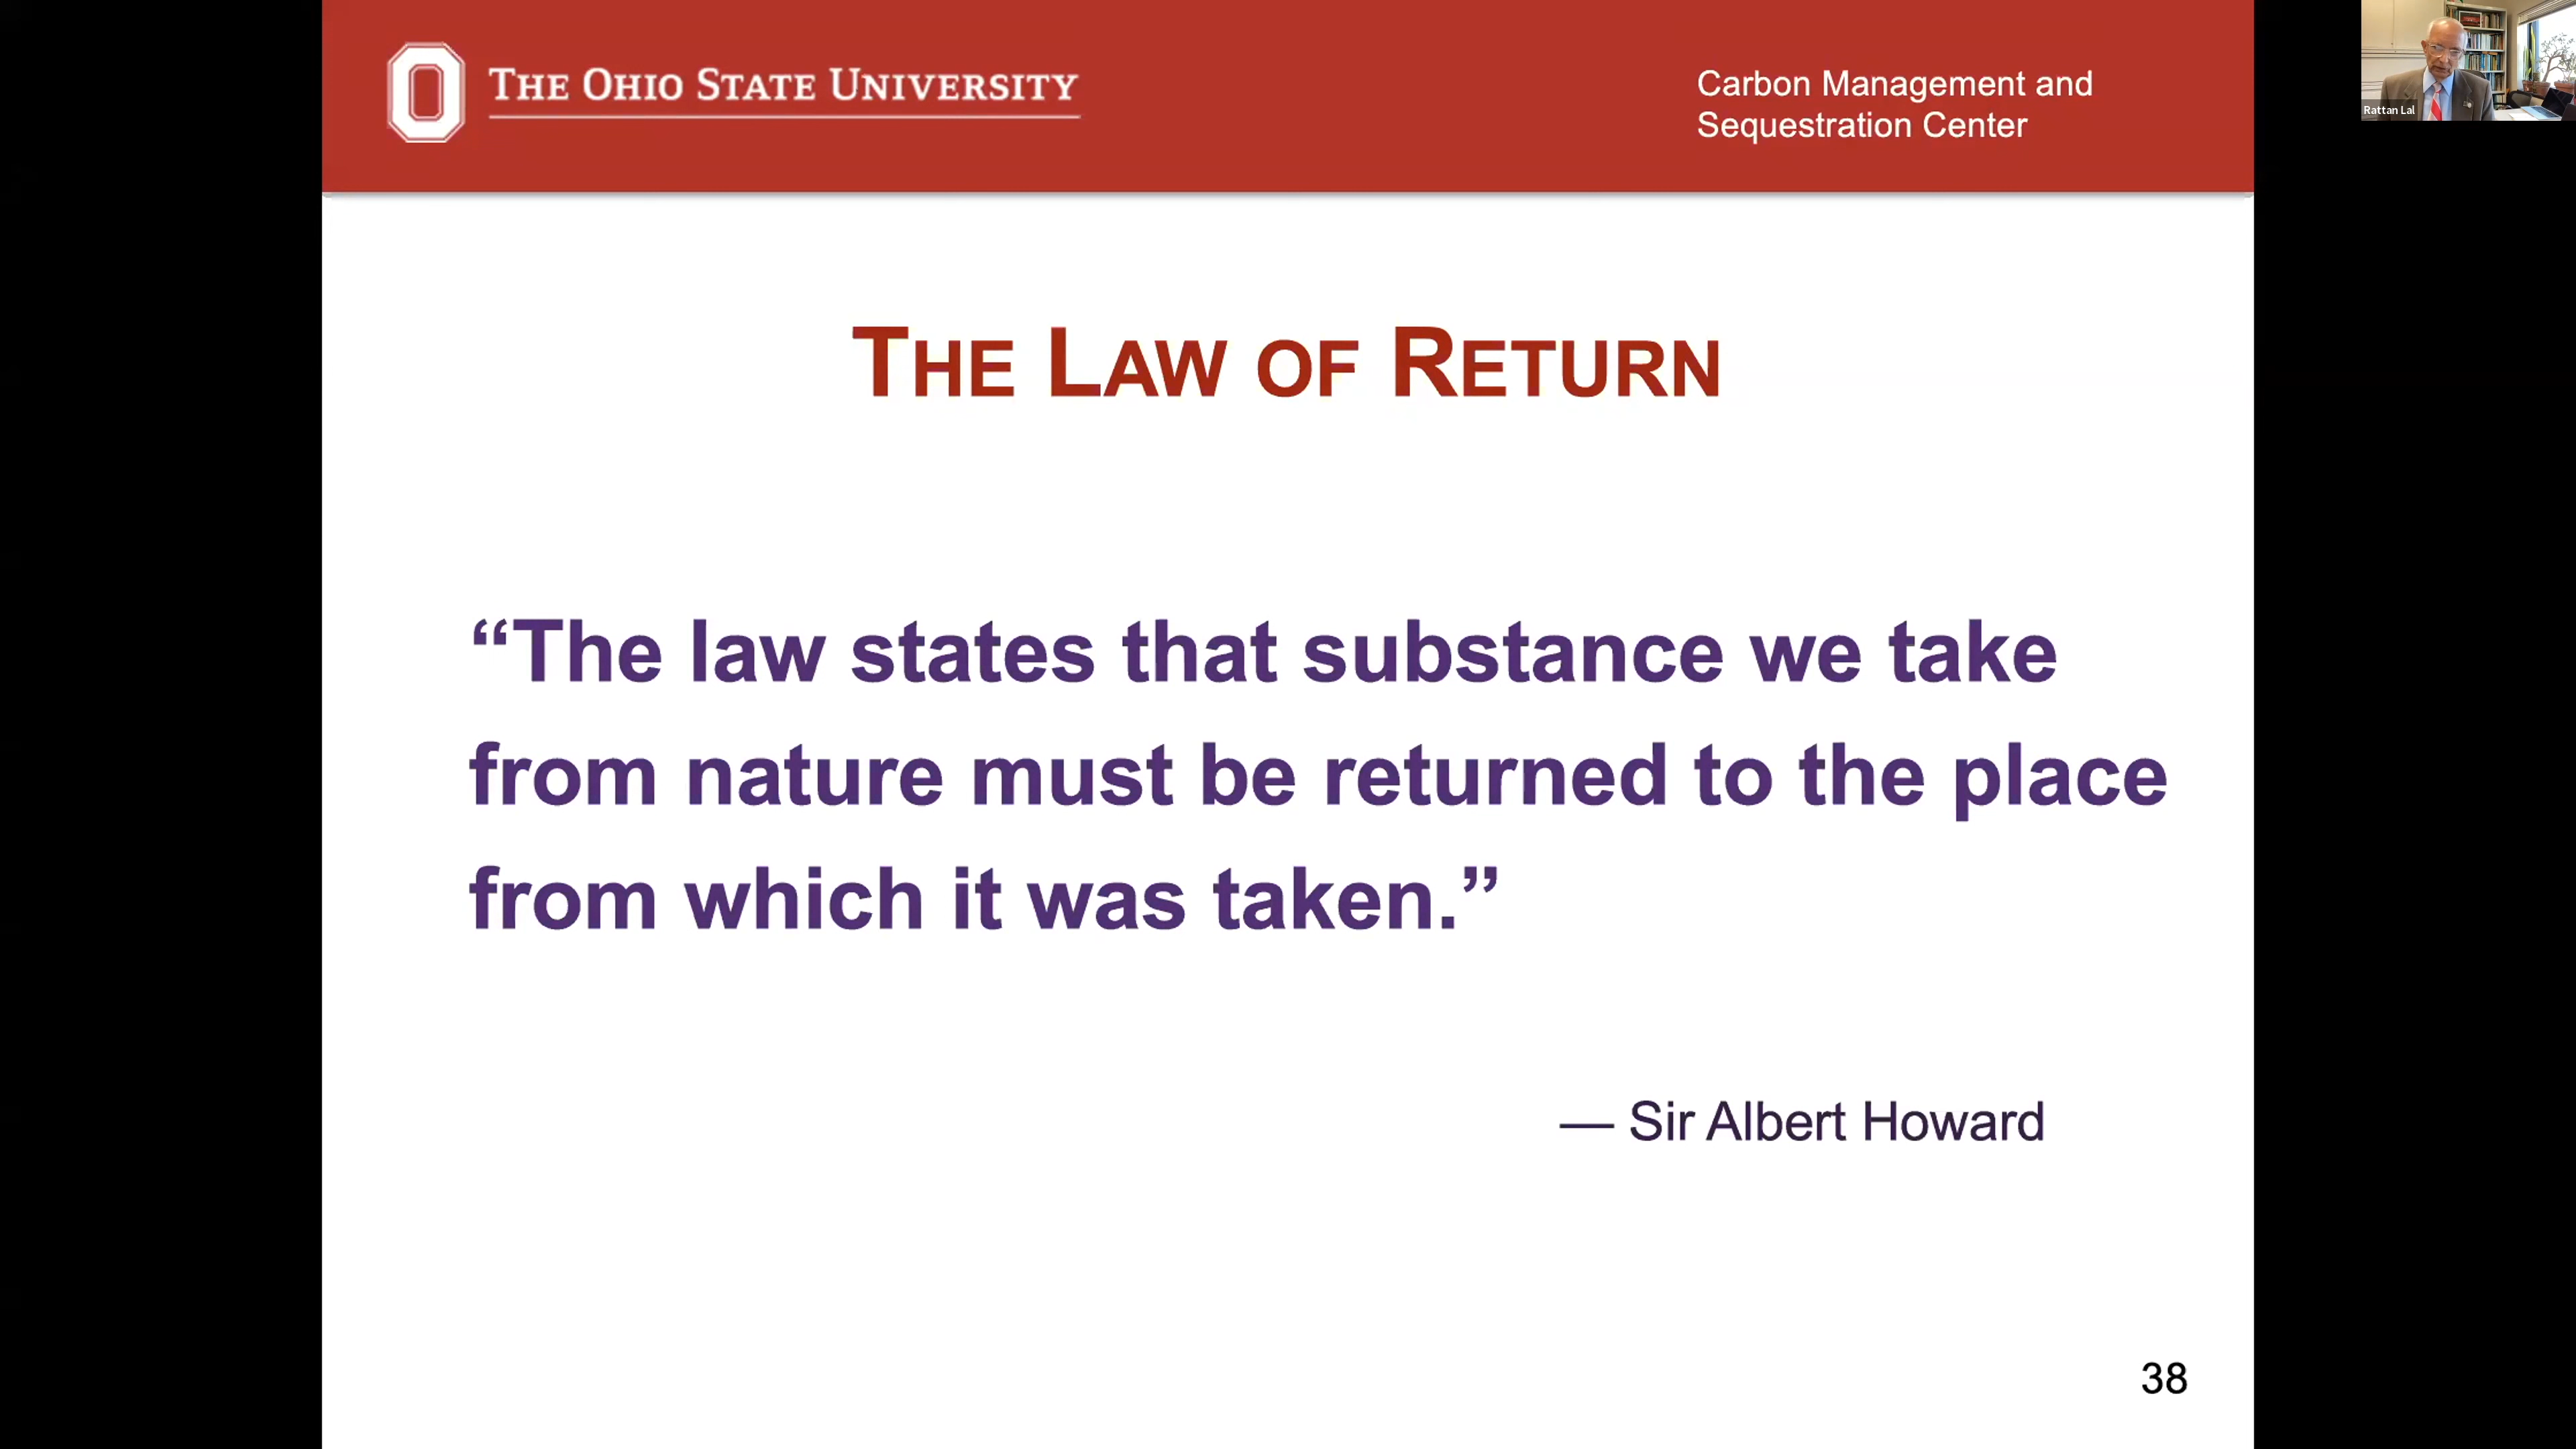 THE OHIO STATE UNIVERSITY
Carbon Management and
Sequestration Center
Rattan Lal
THE LAW OF RETURN
“The law states that substance we take
from nature must be returned to the place
from which it was taken.”
— Sir Albert Howard
38